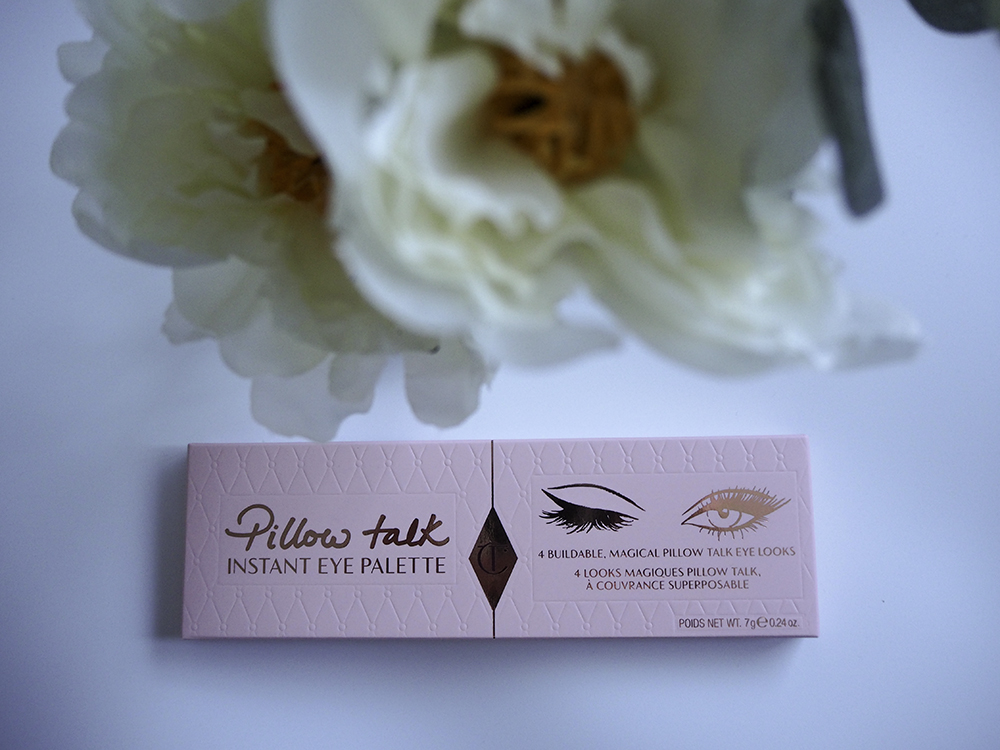 Pillow talk
INSTANT EYE PALETTE
CT
4 BUILDABLE, MAGICAL PILLOW TALK EYE LOOKS
4 LOOKS MAGIQUES PILLOW TALK,
À COUVRANCE SUPERPOSABLE
POIDS NET WT. 7g ℮ 0.24 oz.